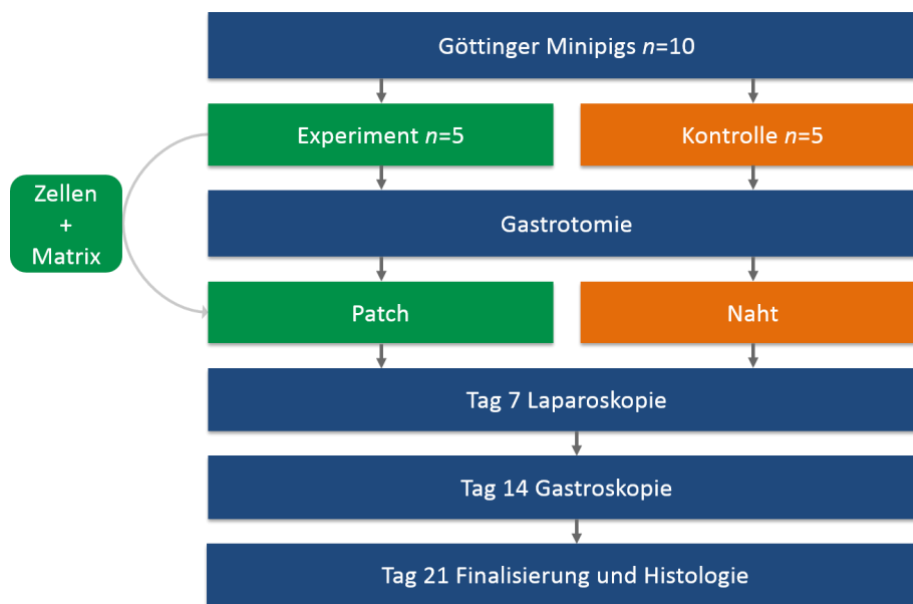 Göttinger Minipigs n=10
Experiment n=5
Kontrolle n=5
Zellen
+
Matrix
Gastrotomie
Patch
Naht
Tag 7 Laparoskopie
Tag 14 Gastroskopie
Tag 21 Finalisierung und Histologie